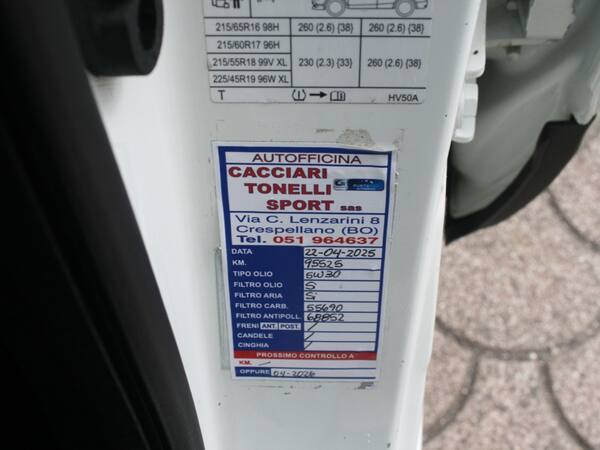 215/65R16 98H 260 (2.6) {38} 260 (2.6) {38}
215/60R17 96H
215/55R18 99V XL 230 (2.3) {33} 260 (2.6) {38}
225/45R19 96W XL
T HV50A
AUTOFFICINA
CACCIARI
TONELLI
SPORT sas
Via C. Lenzarini 8
Crespellano (BO)
Tel. 051 964637
DATA 22-04-2025
KM. 95525
TIPO OLIO 5W30
FILTRO OLIO Si
FILTRO ARIA Si
FILTRO CARB. 55690
FILTRO ANTIPOLL. 68852
FRENI ANT. POST. /
CANDELE /
CINGHIA /
PROSSIMO CONTROLLO A
KM. /
OPPURE 04-2026